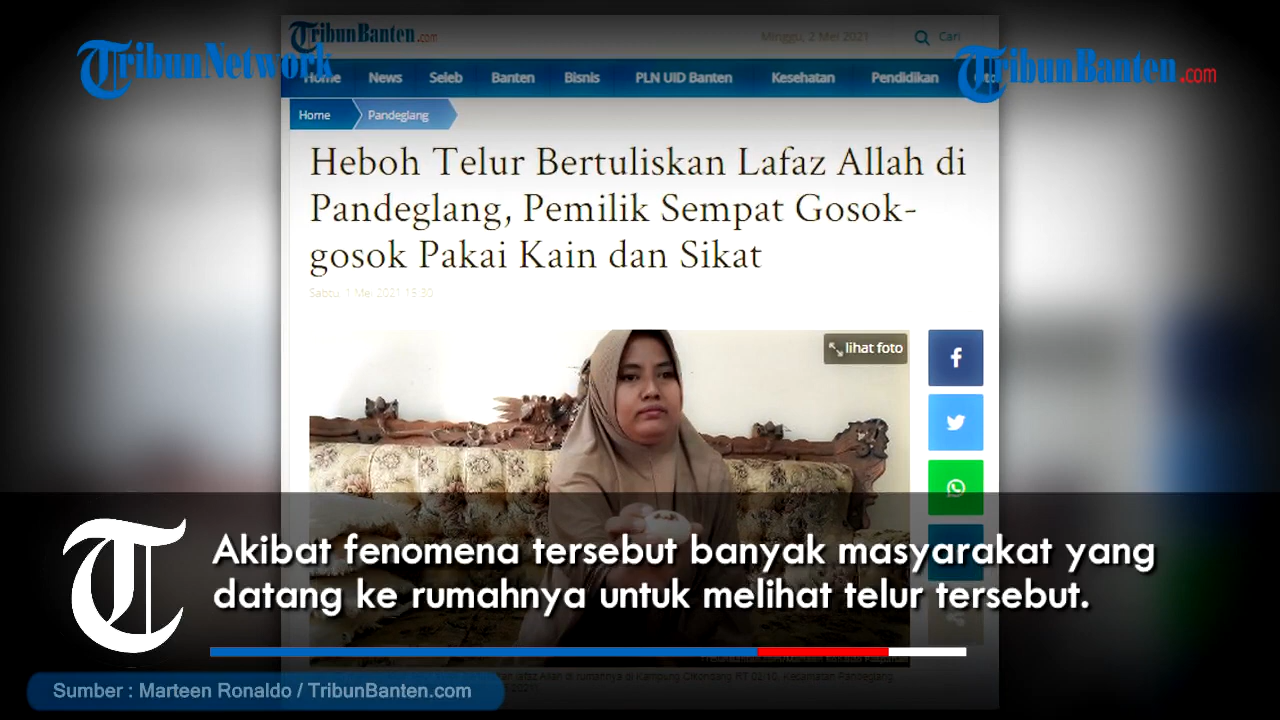 TribunBanten.com
Minggu, 2 Mei 2021
Cari
TribunNetwork
TribunBanten.com
Home News Seleb Banten Bisnis PLN UID Banten Kesehatan Pendidikan
Home Pandeglang
Heboh Telur Bertuliskan Lafaz Allah di
Pandeglang, Pemilik Sempat Gosok-
gosok Pakai Kain dan Sikat
Sabtu, 1 Mei 2021
lihat foto
Akibat fenomena tersebut banyak masyarakat yang
datang ke rumahnya untuk melihat telur tersebut.
Sumber : Marteen Ronaldo / TribunBanten.com